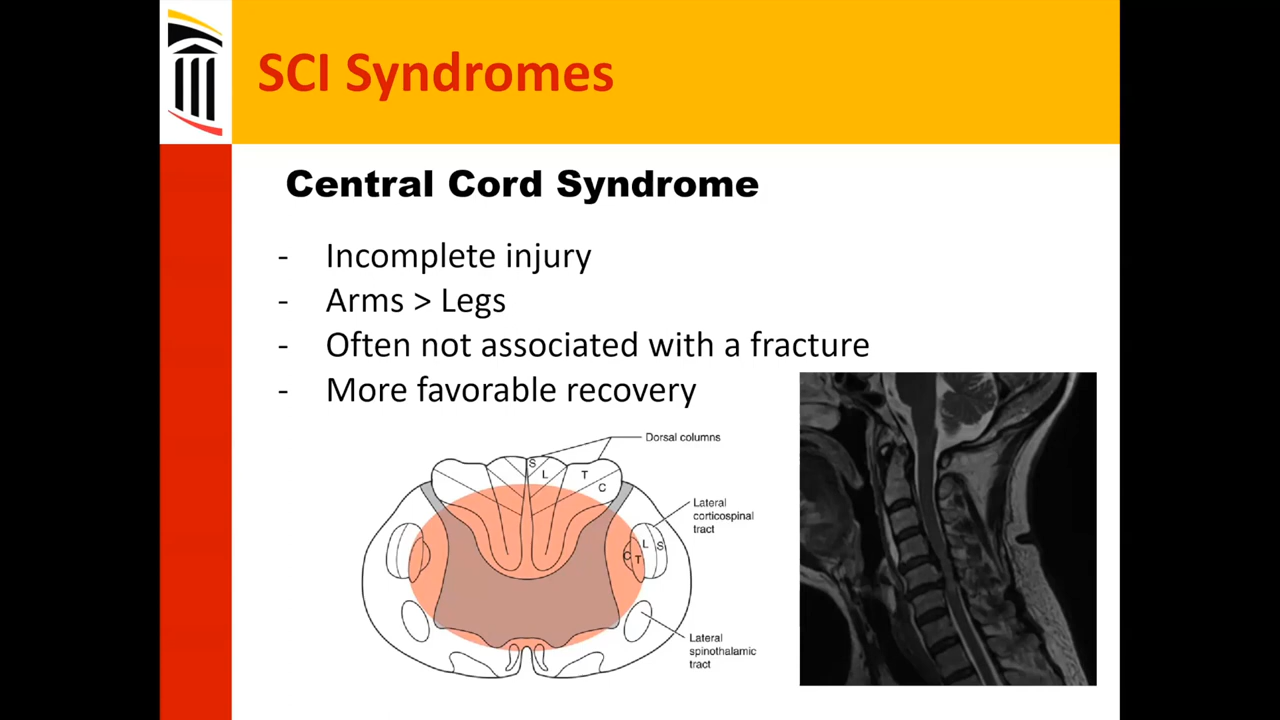 SCI Syndromes
Central Cord Syndrome
- Incomplete injury
- Arms > Legs
- Often not associated with a fracture
- More favorable recovery
Dorsal columns
S
L
T
C
Lateral
corticospinal
tract
L
S
C
T
Lateral
spinothalamic
tract